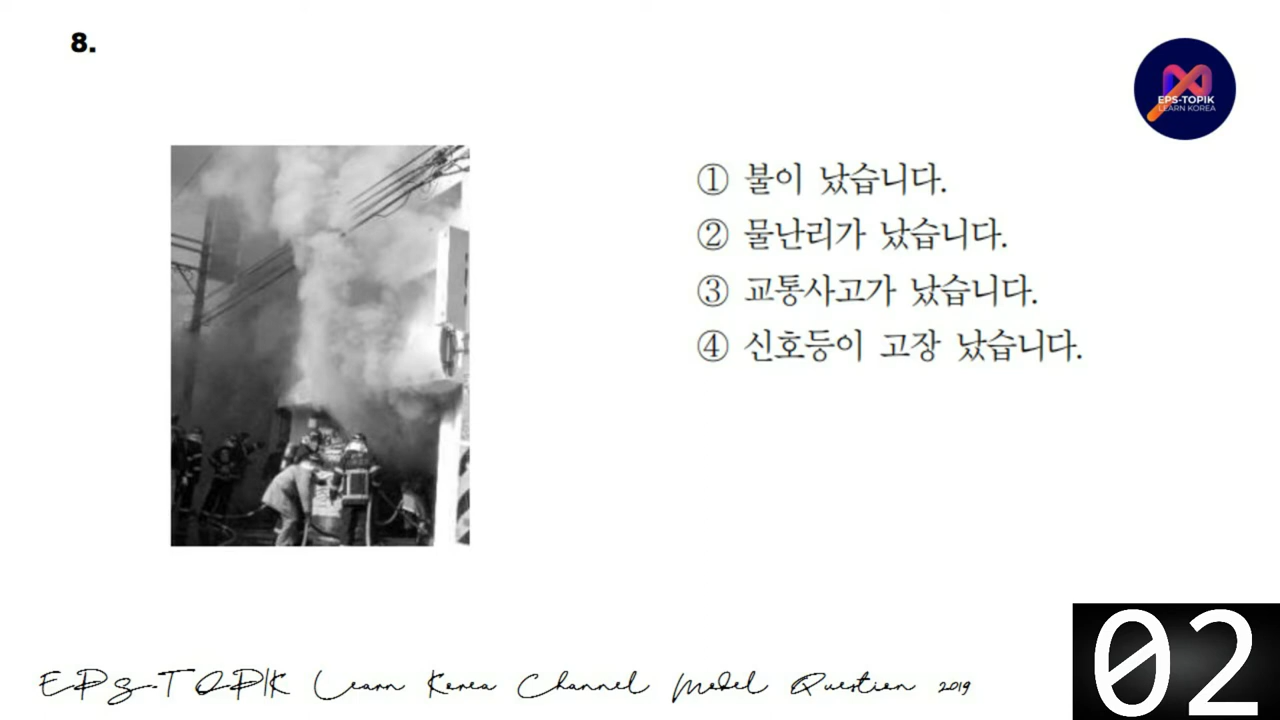 8.
EPS-TOPIK
LEARN KOREA
① 불이 났습니다.
② 물난리가 났습니다.
③ 교통사고가 났습니다.
④ 신호등이 고장 났습니다.
EPS-TOPIK Learn Korea Channel Model Question 2019
02